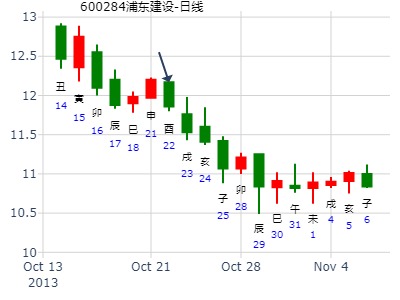 600284浦东建设-日线
13
12.5
12
11.5
11
10.5
10
丑
14
寅
15
卯
16
辰
17
巳
18
申
21
酉
22
戌
23
亥
24
子
25
卯
28
辰
29
巳
30
午
31
未
1
戌
4
亥
5
子
6
Oct 13
2013
Oct 21
Oct 28
Nov 4